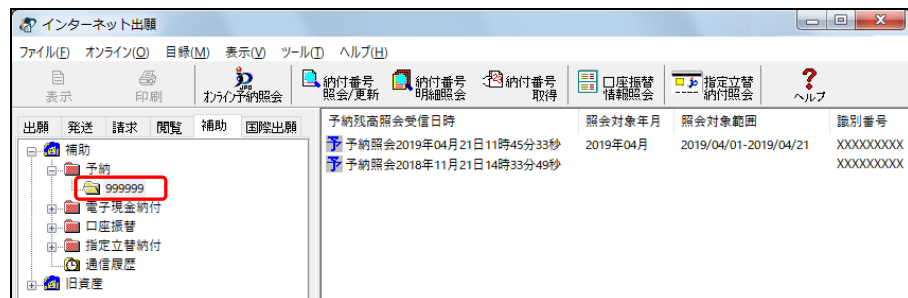 インターネット出願
ファイル(F) オンライン(O) 目録(M) 表示(V) ツール(T) ヘルプ(H)
表示 印刷 オンライン予納照会 納付番号照会/更新 納付番号明細照会 納付番号取得 口座振替情報照会 指定立替納付照会 ヘルプ
出願 発送 請求 閲覧 補助 国際出願
補助
予納
999999
電子現金納付
口座振替
指定立替納付
通信履歴
旧資産
予納残高照会受信日時 照会対象年月 照会対象範囲 識別番号
予納照会2019年04月21日11時45分33秒 2019年04月 2019/04/01-2019/04/21 XXXXXXXXX
予納照会2018年11月21日14時33分49秒 XXXXXXXXX